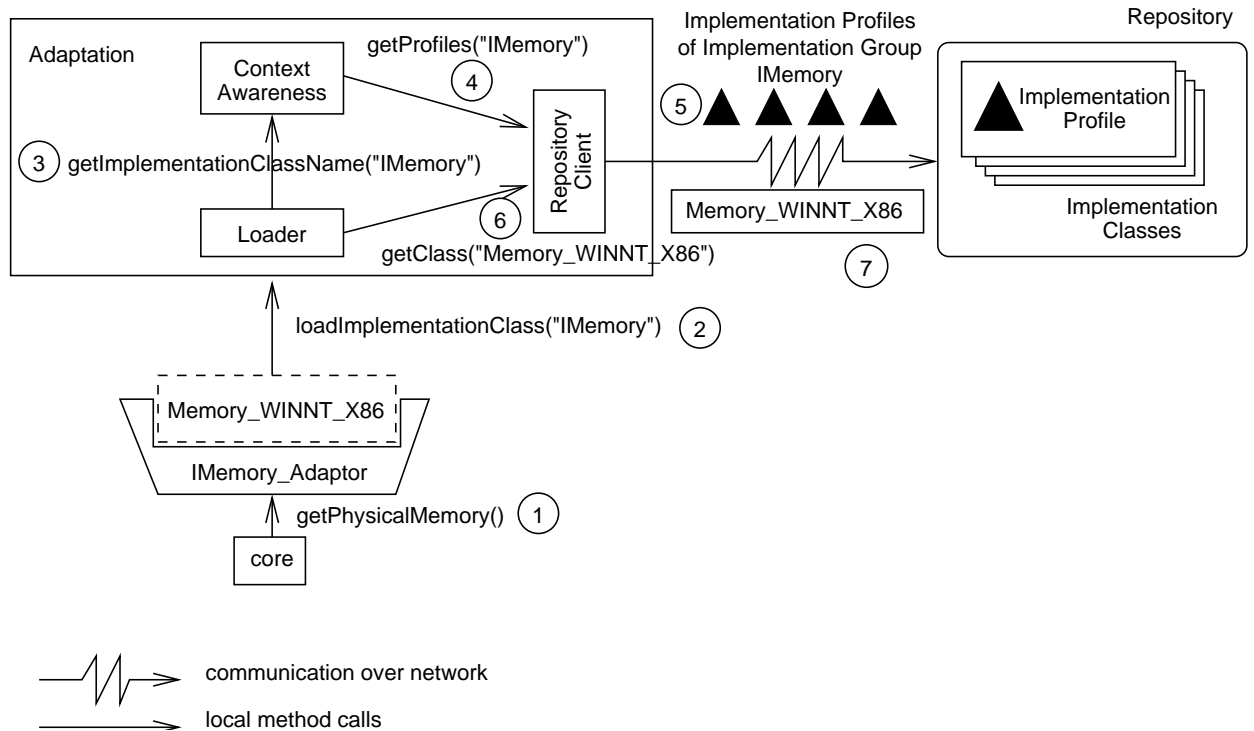 Implementation Profiles
of Implementation Group
IMemory
Repository
Adaptation
getProfiles("IMemory")
4
Context
Awareness
5
Implementation
Profile
3
getImplementationClassName("IMemory")
Repository
Client
6
Loader
getClass("Memory_WINNT_X86")
Memory_WINNT_X86
7
Implementation
Classes
loadImplementationClass("IMemory")
2
Memory_WINNT_X86
IMemory_Adaptor
getPhysicalMemory()
1
core
communication over network
local method calls